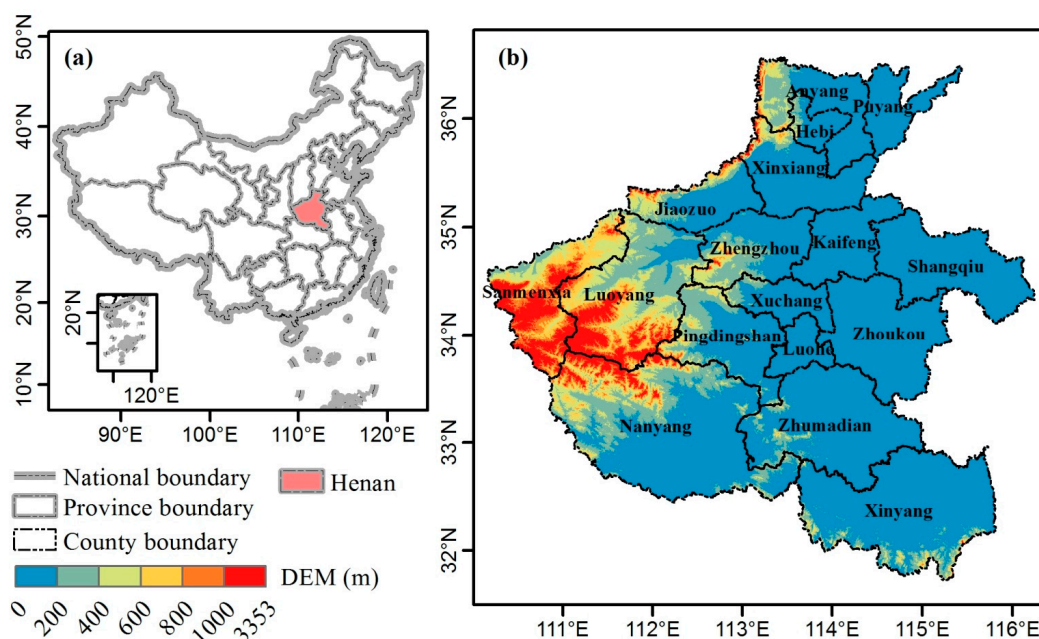 (a)
50°N
40°N
30°N
20°N
10°N
20°N
120°E
90°E
100°E
110°E
120°E
National boundary
Province boundary
County boundary
Henan
DEM (m)
0
200
400
600
800
1000
3353
(b)
36°N
35°N
34°N
33°N
32°N
Anyang
Puyang
Hebi
Xinxiang
Jiaozuo
Zhengzhou
Kaifeng
Shangqiu
Sanmenxia
Luoyang
Xuchang
Pingdingshan
Luohe
Zhoukou
Nanyang
Zhumadian
Xinyang
111°E
112°E
113°E
114°E
115°E
116°E